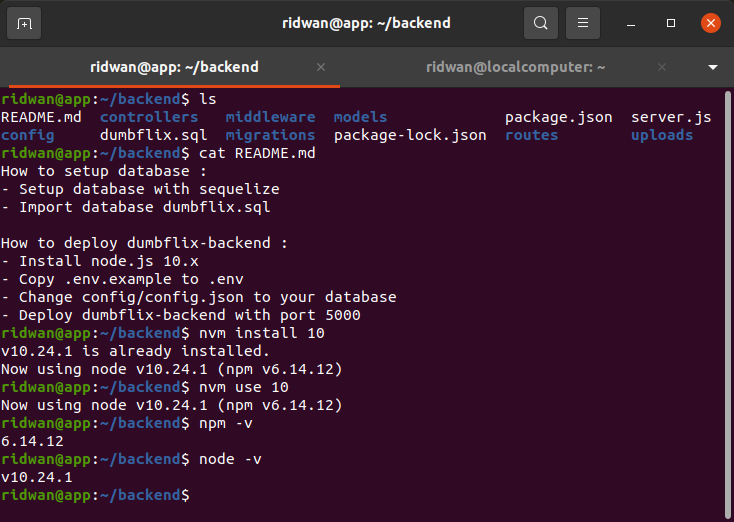 ridwan@app: ~/backend
ridwan@app: ~/backend
ridwan@localcomputer: ~
ridwan@app:~/backend$ ls
README.md controllers middleware models package.json server.js
config dumbflix.sql migrations package-lock.json routes uploads
ridwan@app:~/backend$ cat README.md
How to setup database :
- Setup database with sequelize
- Import database dumbflix.sql
How to deploy dumbflix-backend :
- Install node.js 10.x
- Copy .env.example to .env
- Change config/config.json to your database
- Deploy dumbflix-backend with port 5000
ridwan@app:~/backend$ nvm install 10
v10.24.1 is already installed.
Now using node v10.24.1 (npm v6.14.12)
ridwan@app:~/backend$ nvm use 10
Now using node v10.24.1 (npm v6.14.12)
ridwan@app:~/backend$ npm -v
6.14.12
ridwan@app:~/backend$ node -v
v10.24.1
ridwan@app:~/backend$